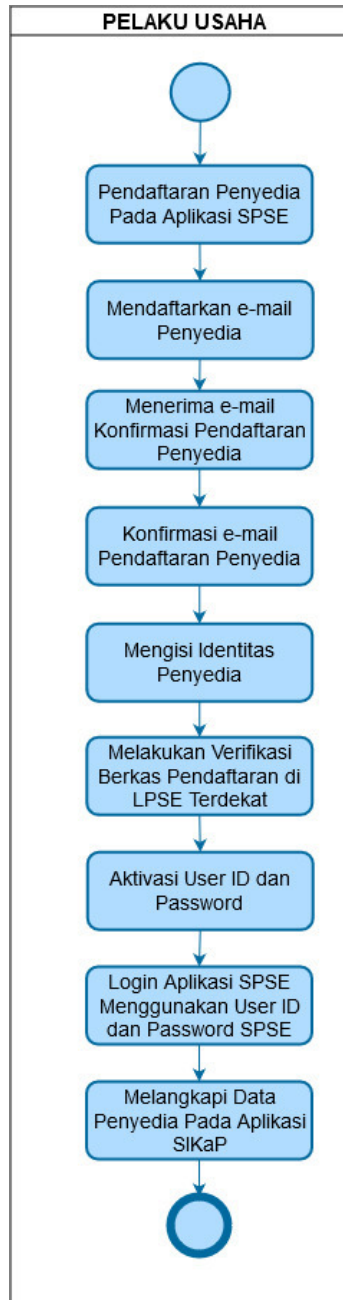 PELAKU USAHA
Pendaftaran Penyedia
Pada Aplikasi SPSE
Mendaftarkan e-mail
Penyedia
Menerima e-mail
Konfirmasi Pendaftaran
Penyedia
Konfirmasi e-mail
Pendaftaran Penyedia
Mengisi Identitas
Penyedia
Melakukan Verifikasi
Berkas Pendaftaran di
LPSE Terdekat
Aktivasi User ID dan
Password
Login Aplikasi SPSE
Menggunakan User ID
dan Password SPSE
Melangkapi Data
Penyedia Pada Aplikasi
SIKaP